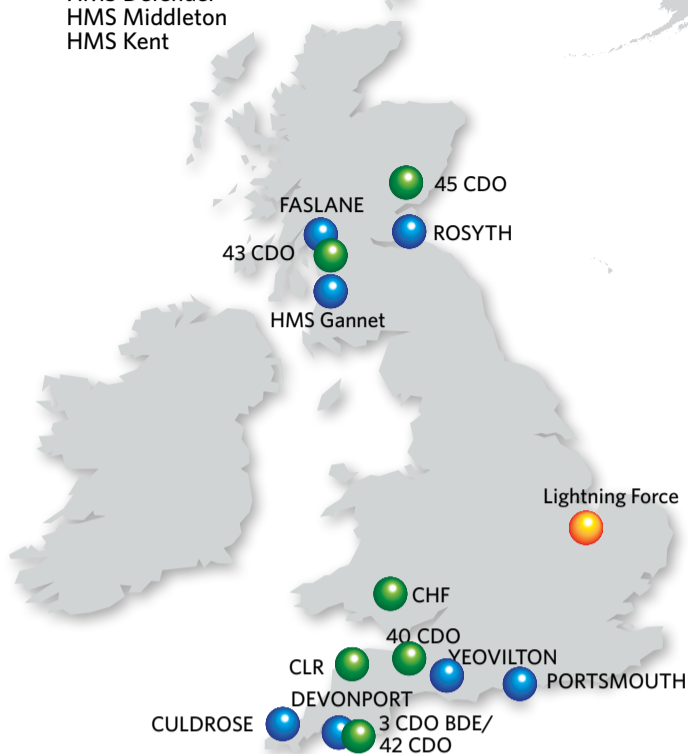 HMS Middleton
HMS Kent
45 CDO
FASLANE
ROSYTH
43 CDO
HMS Gannet
Lightning Force
CHF
40 CDO
YEOVILTON
CLR
PORTSMOUTH
DEVONPORT
CULDROSE
3 CDO BDE/
42 CDO